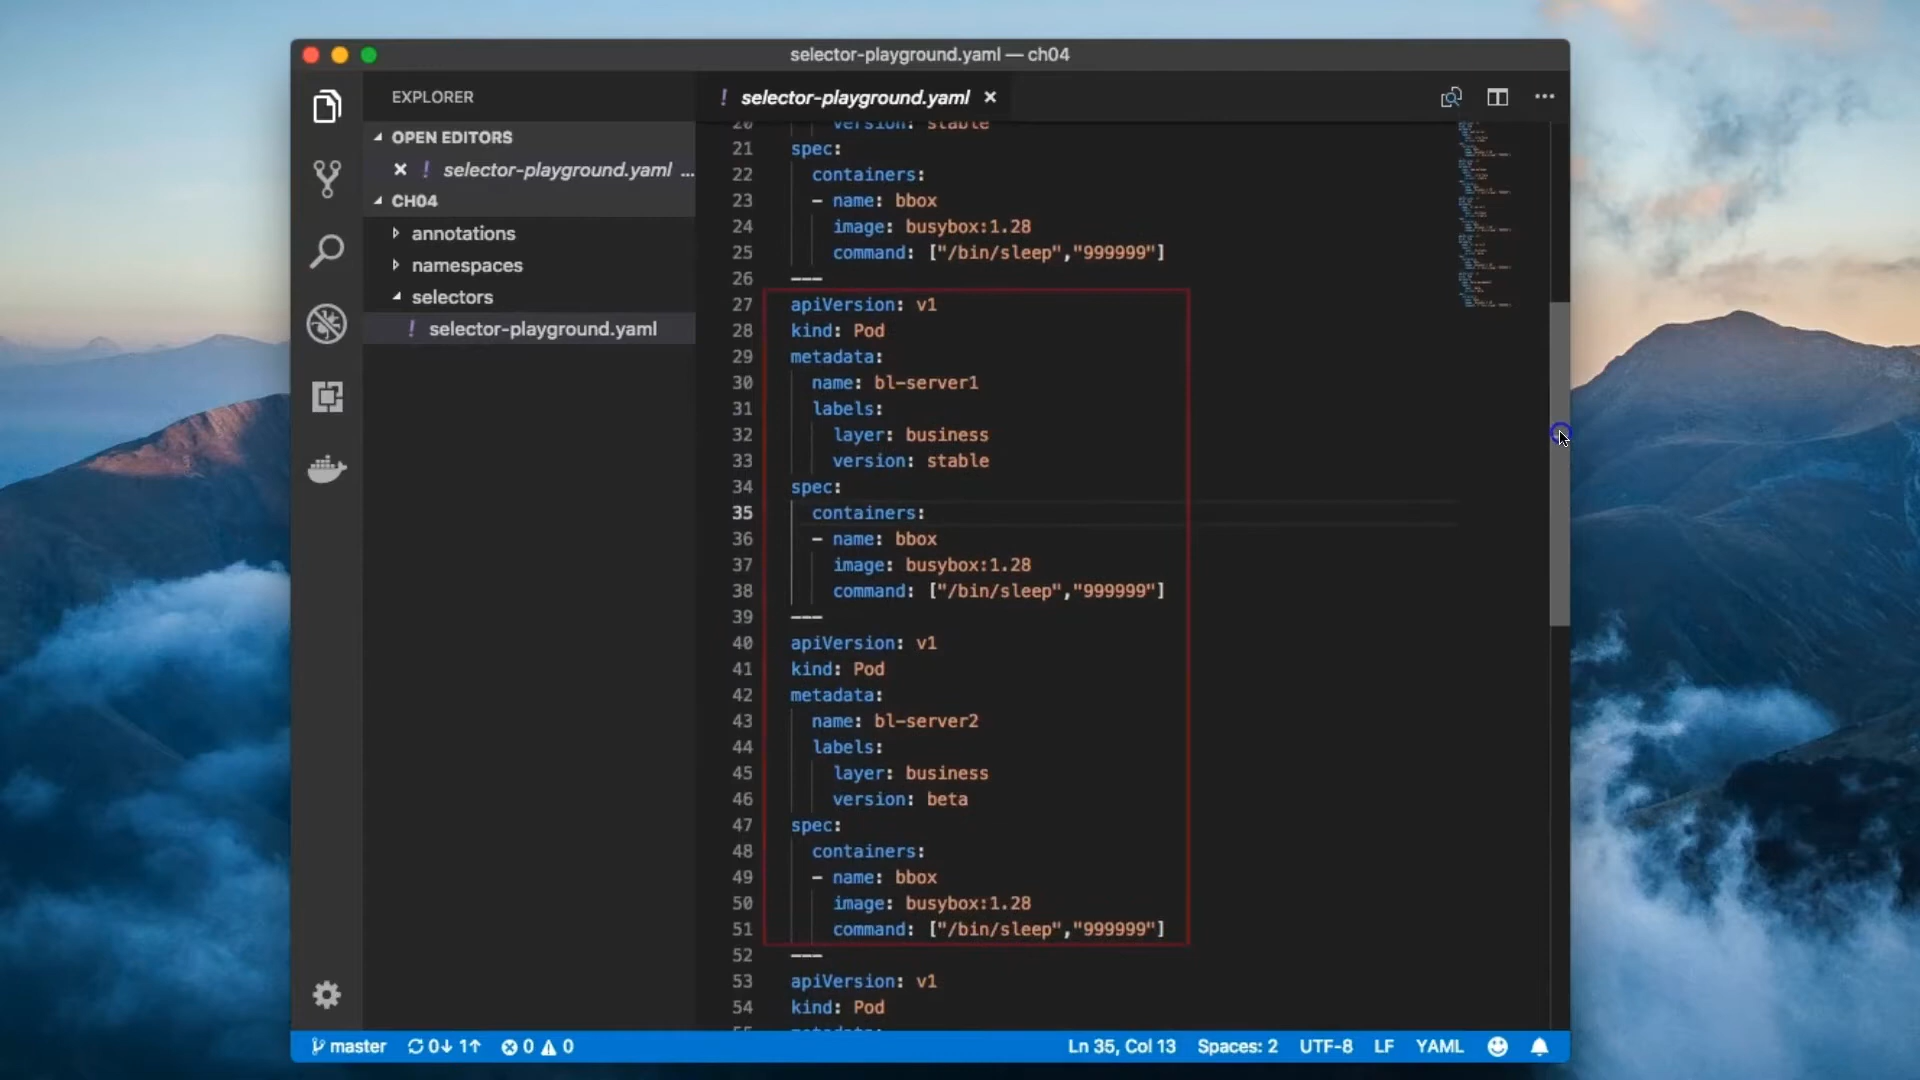 selector-playground.yaml — ch04
EXPLORER
OPEN EDITORS
selector-playground.yaml ...
CH04
annotations
namespaces
selectors
selector-playground.yaml
selector-playground.yaml
20 version: stable
21 spec:
22 containers:
23 - name: bbox
24 image: busybox:1.28
25 command: ["/bin/sleep","999999"]
26 ---
27 apiVersion: v1
28 kind: Pod
29 metadata:
30 name: bl-server1
31 labels:
32 layer: business
33 version: stable
34 spec:
35 containers:
36 - name: bbox
37 image: busybox:1.28
38 command: ["/bin/sleep","999999"]
39 ---
40 apiVersion: v1
41 kind: Pod
42 metadata:
43 name: bl-server2
44 labels:
45 layer: business
46 version: beta
47 spec:
48 containers:
49 - name: bbox
50 image: busybox:1.28
51 command: ["/bin/sleep","999999"]
52 ---
53 apiVersion: v1
54 kind: Pod
master 0↓ 1↑ 0 0 Ln 35, Col 13 Spaces: 2 UTF-8 LF YAML